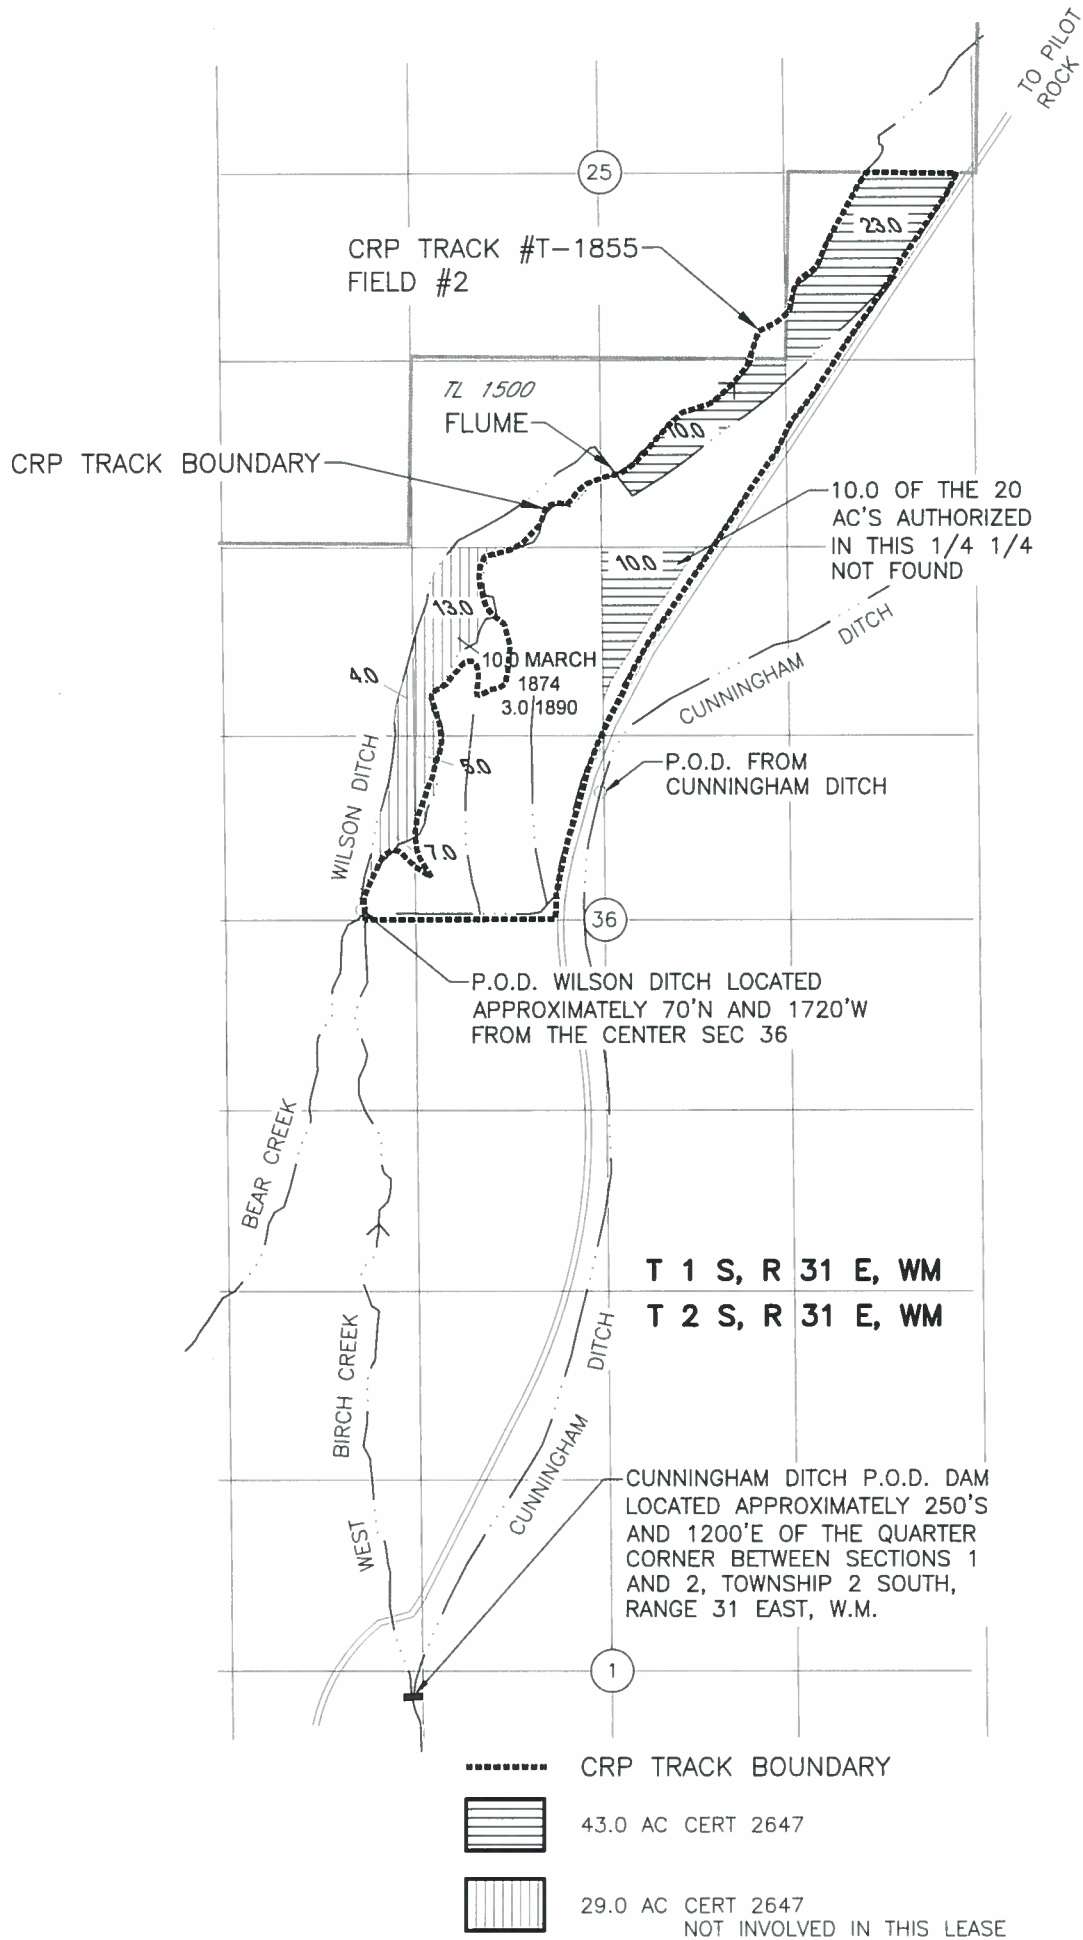 TO PILOT
ROCK
25
23.0
CRP TRACK #T-1855
FIELD #2
TL 1500
FLUME
10.0
CRP TRACK BOUNDARY
10.0 OF THE 20
AC'S AUTHORIZED
IN THIS 1/4 1/4
NOT FOUND
10.0
13.0
CUNNINGHAM DITCH
10.0 MARCH
1874
3.0 1890
4.0
WILSON DITCH
5.0
P.O.D. FROM
CUNNINGHAM DITCH
7.0
36
P.O.D. WILSON DITCH LOCATED
APPROXIMATELY 70'N AND 1720'W
FROM THE CENTER SEC 36
BEAR CREEK
T 1 S, R 31 E, WM
T 2 S, R 31 E, WM
WEST BIRCH CREEK
CUNNINGHAM DITCH
CUNNINGHAM DITCH P.O.D. DAM
LOCATED APPROXIMATELY 250'S
AND 1200'E OF THE QUARTER
CORNER BETWEEN SECTIONS 1
AND 2, TOWNSHIP 2 SOUTH,
RANGE 31 EAST, W.M.
1
CRP TRACK BOUNDARY
43.0 AC CERT 2647
29.0 AC CERT 2647
NOT INVOLVED IN THIS LEASE